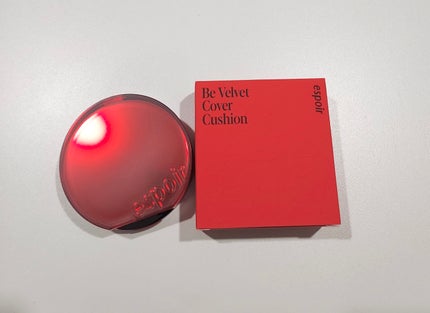 Be Velvet
Cover
Cushion
espoir
espoir